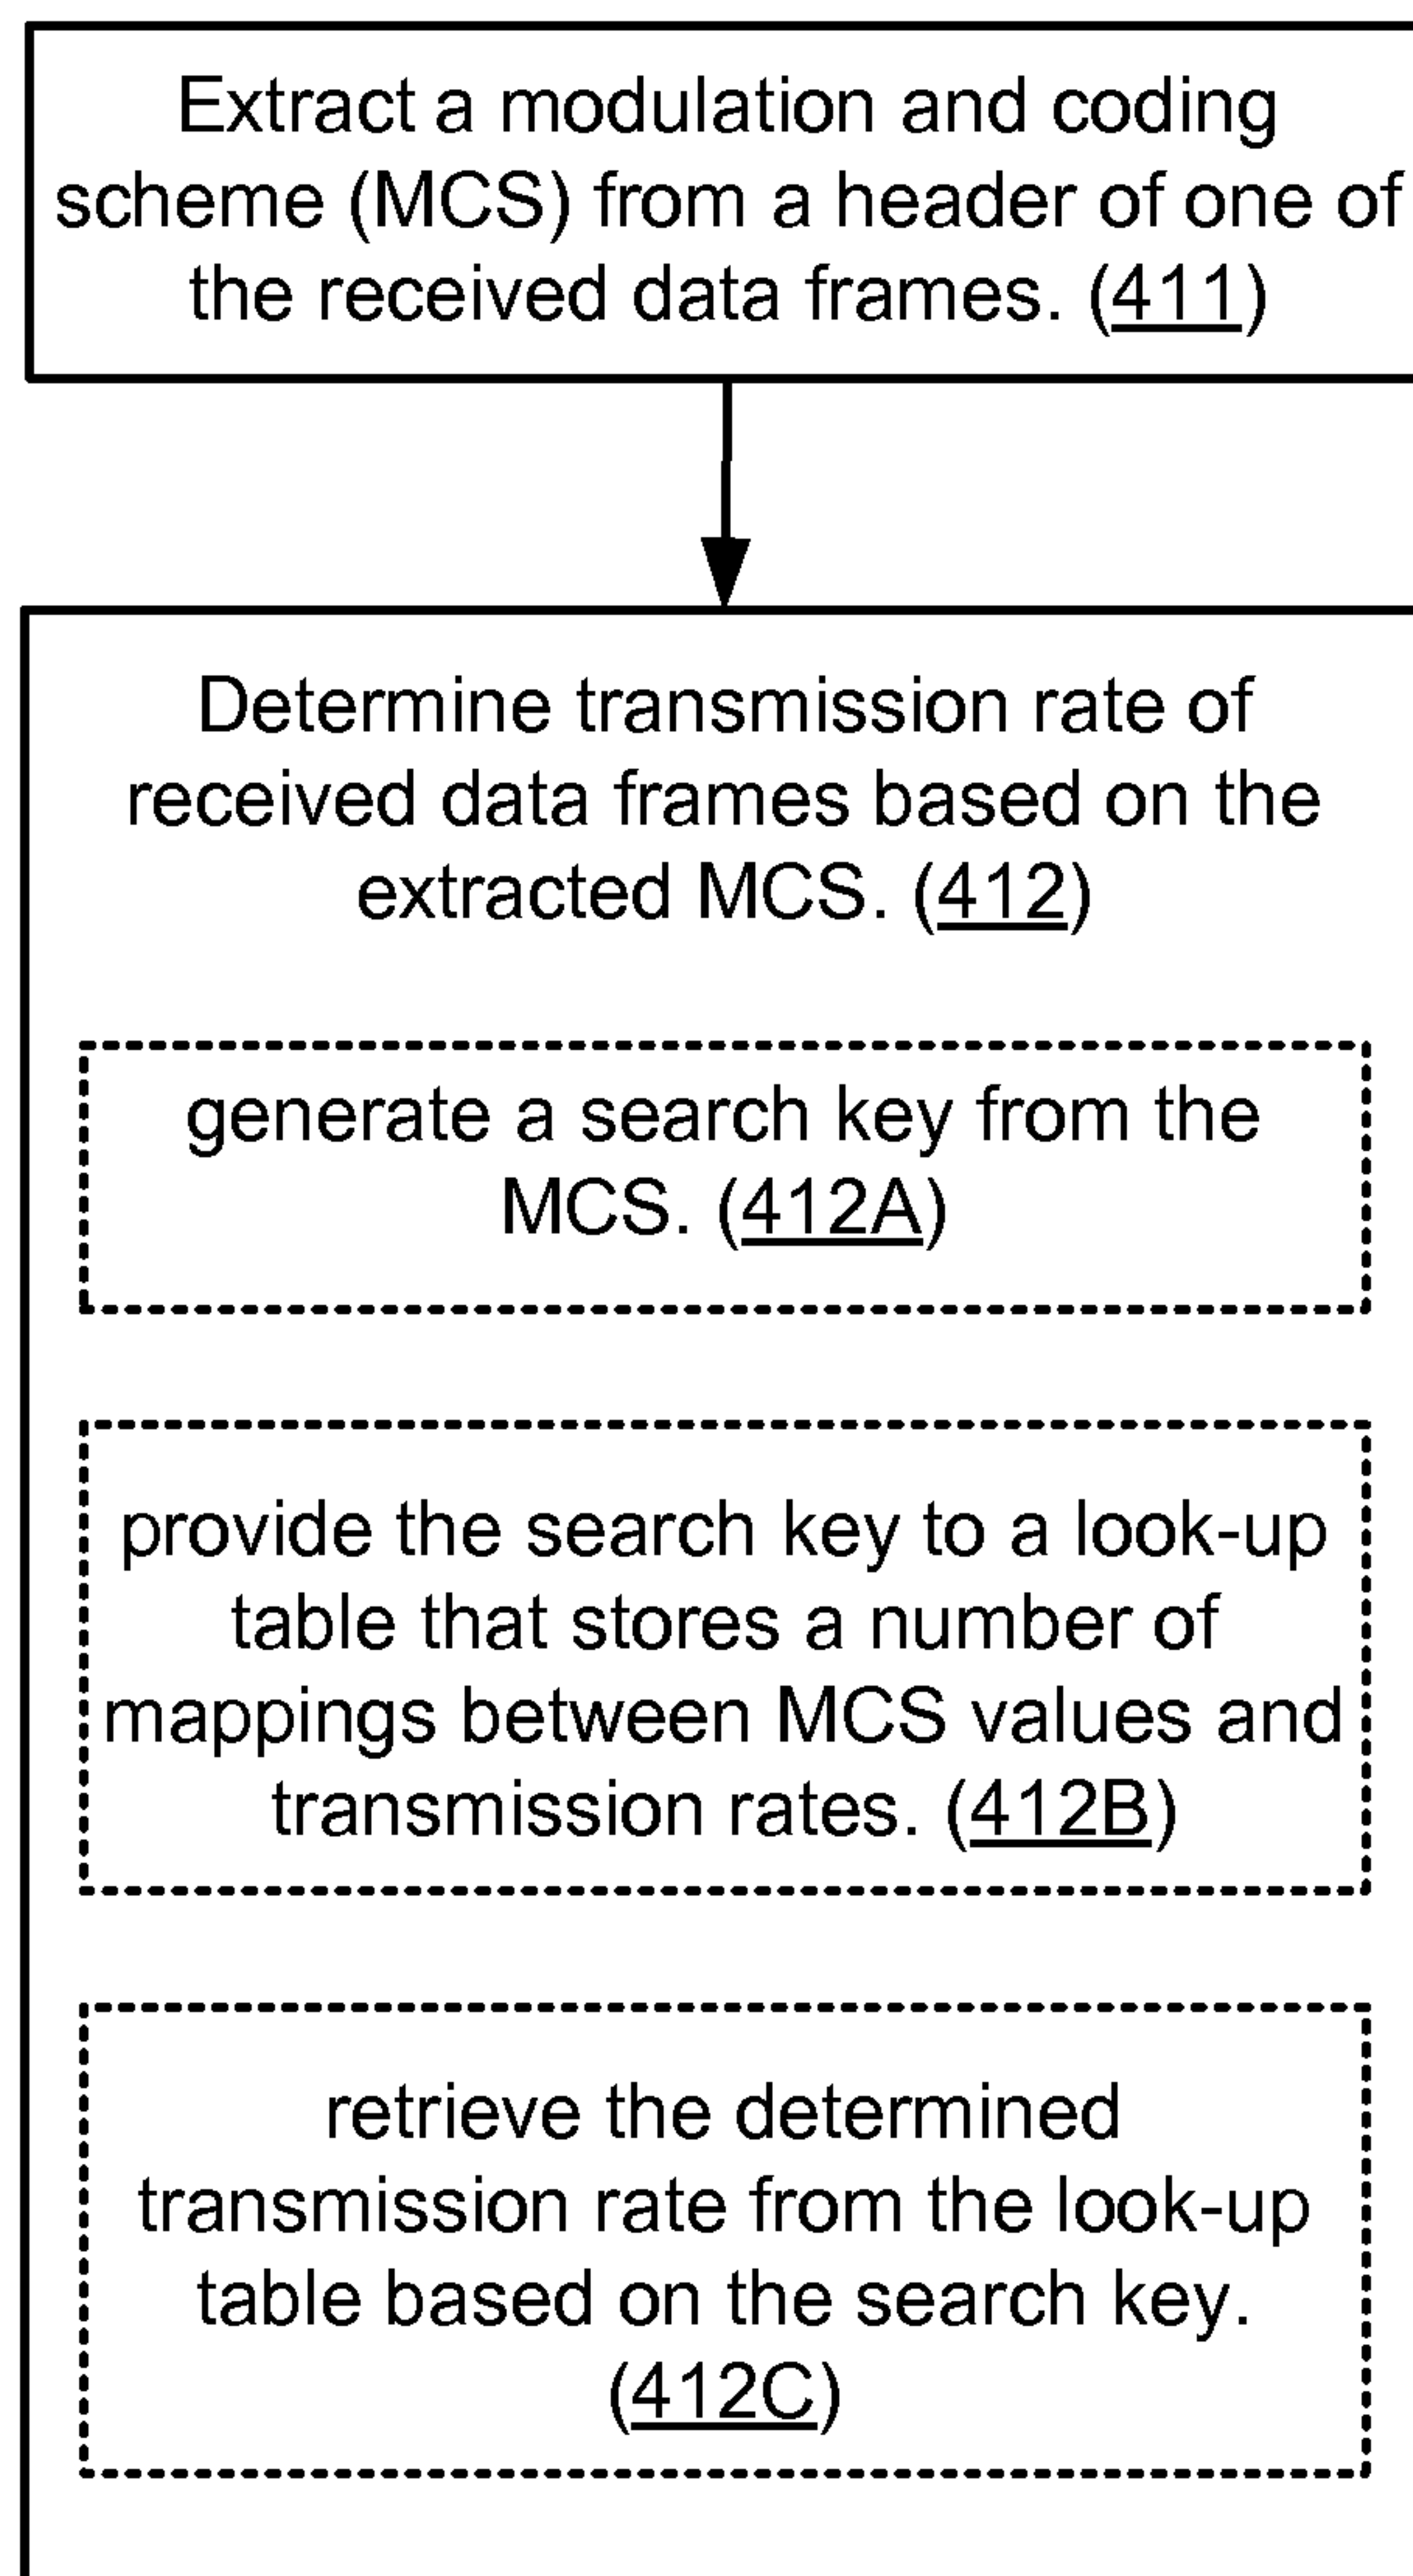 Extract a modulation and coding
scheme (MCS) from a header of one of
the received data frames. (411)
Determine transmission rate of
received data frames based on the
extracted MCS. (412)
generate a search key from the
MCS. (412A)
provide the search key to a look-up
table that stores a number of
mappings between MCS values and
transmission rates. (412B)
retrieve the determined
transmission rate from the look-up
table based on the search key.
(412C)